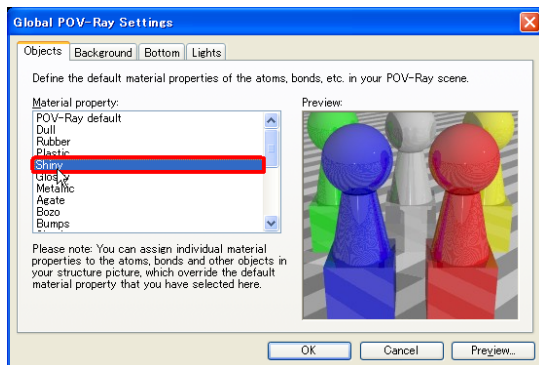 Global POV-Ray Settings
Objects Background Bottom Lights
Define the default material properties of the atoms, bonds, etc. in your POV-Ray scene.
Material property:
Preview:
POV-Ray default
Dull
Rubber
Plastic
Shiny
Glossy
Metallic
Agate
Bozo
Bumps
Please note: You can assign individual material
properties to the atoms, bonds and other objects in
your structure picture, which override the default
material property that you have selected here.
OK Cancel Preview...